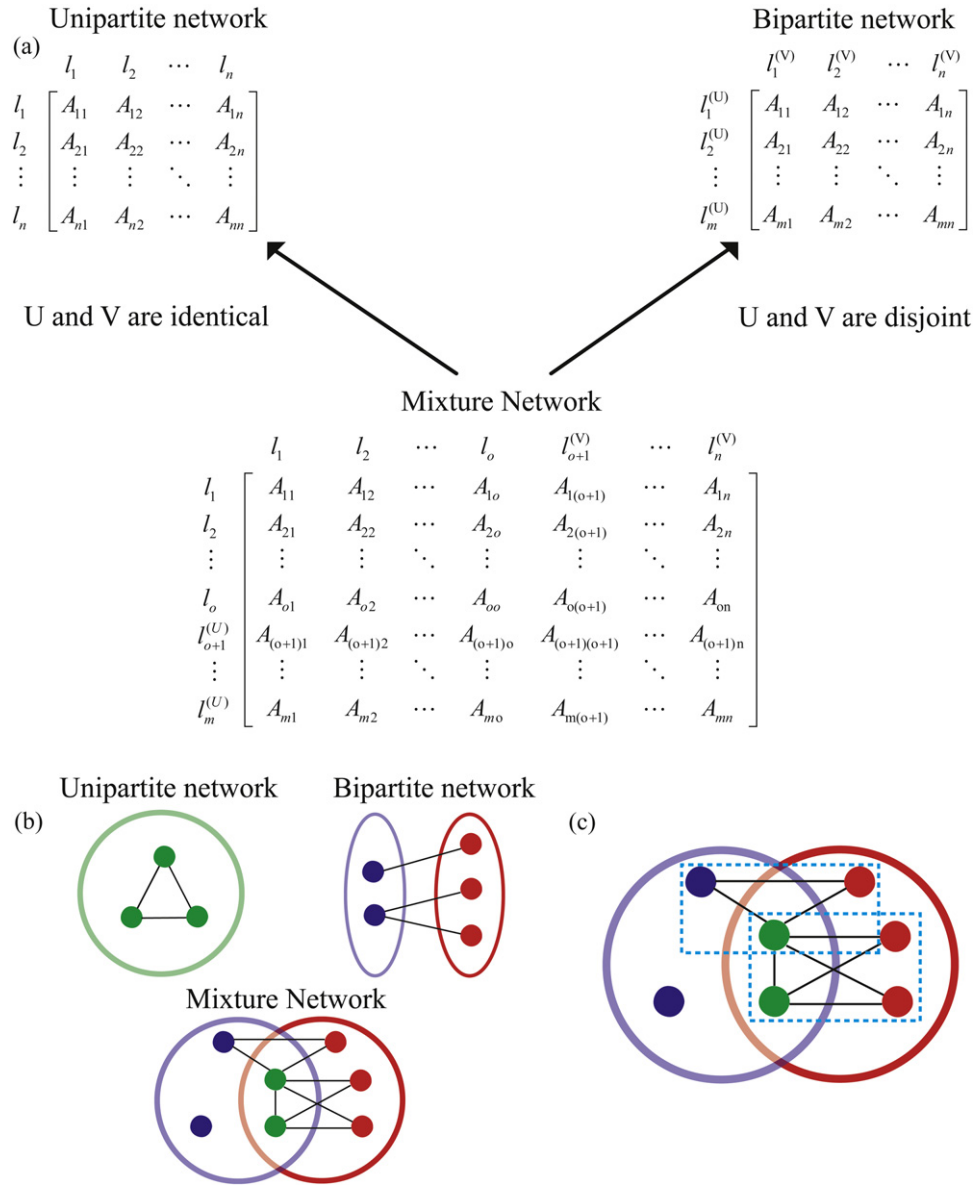 Unipartite network
Bipartite network
(a)
l₁ l₂ ⋯ lₙ
l₁ A₁₁ A₁₂ ⋯ A₁ₙ
l₂ A₂₁ A₂₂ ⋯ A₂ₙ
⋮ ⋮ ⋮ ⋱ ⋮
lₙ Aₙ₁ Aₙ₂ ⋯ Aₙₙ
l₁^(V) l₂^(V) ⋯ lₙ^(V)
l₁^(U) A₁₁ A₁₂ ⋯ A₁ₙ
l₂^(U) A₂₁ A₂₂ ⋯ A₂ₙ
⋮ ⋮ ⋮ ⋱ ⋮
lₘ^(U) Aₘ₁ Aₘ₂ ⋯ Aₘₙ
U and V are identical
U and V are disjoint
Mixture Network
l₁ l₂ ⋯ lₒ lₒ₊₁^(V) ⋯ lₙ^(V)
l₁ A₁₁ A₁₂ ⋯ A₁ₒ A₁₍ₒ₊₁₎ ⋯ A₁ₙ
l₂ A₂₁ A₂₂ ⋯ A₂ₒ A₂₍ₒ₊₁₎ ⋯ A₂ₙ
⋮ ⋮ ⋮ ⋱ ⋮ ⋮ ⋱ ⋮
lₒ Aₒ₁ Aₒ₂ ⋯ Aₒₒ Aₒ₍ₒ₊₁₎ ⋯ Aₒₙ
lₒ₊₁^(U) A₍ₒ₊₁₎₁ A₍ₒ₊₁₎₂ ⋯ A₍ₒ₊₁₎ₒ A₍ₒ₊₁₎₍ₒ₊₁₎ ⋯ A₍ₒ₊₁₎ₙ
⋮ ⋮ ⋮ ⋱ ⋮ ⋮ ⋱ ⋮
lₘ^(U) Aₘ₁ Aₘ₂ ⋯ Aₘₒ Aₘ₍ₒ₊₁₎ ⋯ Aₘₙ
Unipartite network
Bipartite network
(b)
(c)
Mixture Network